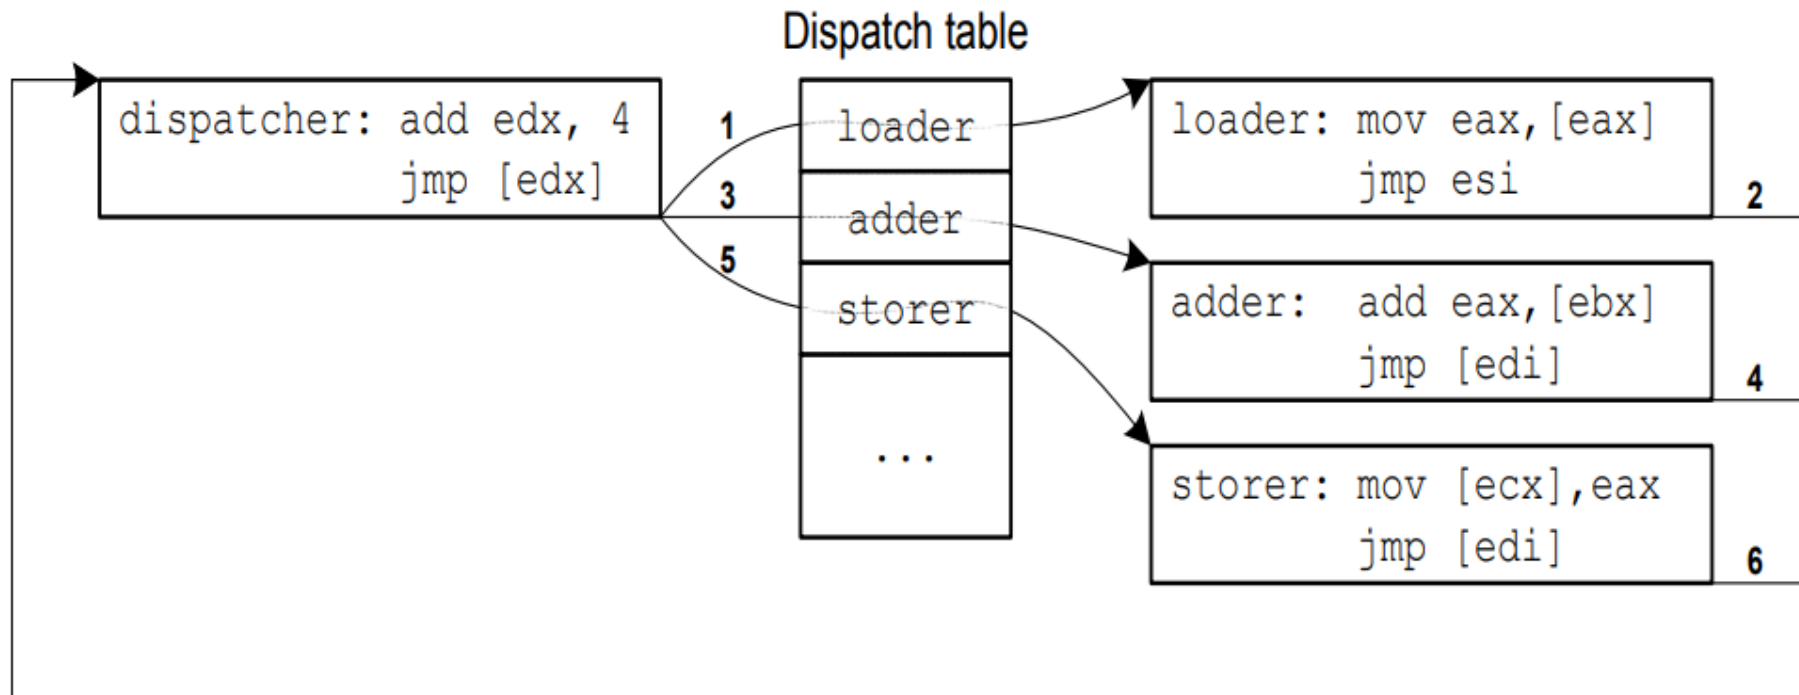 Dispatch table
dispatcher: add edx, 4
jmp [edx]
1
3
5
loader
adder
storer
...
loader: mov eax,[eax]
jmp esi
2
adder: add eax,[ebx]
jmp [edi]
4
storer: mov [ecx],eax
jmp [edi]
6